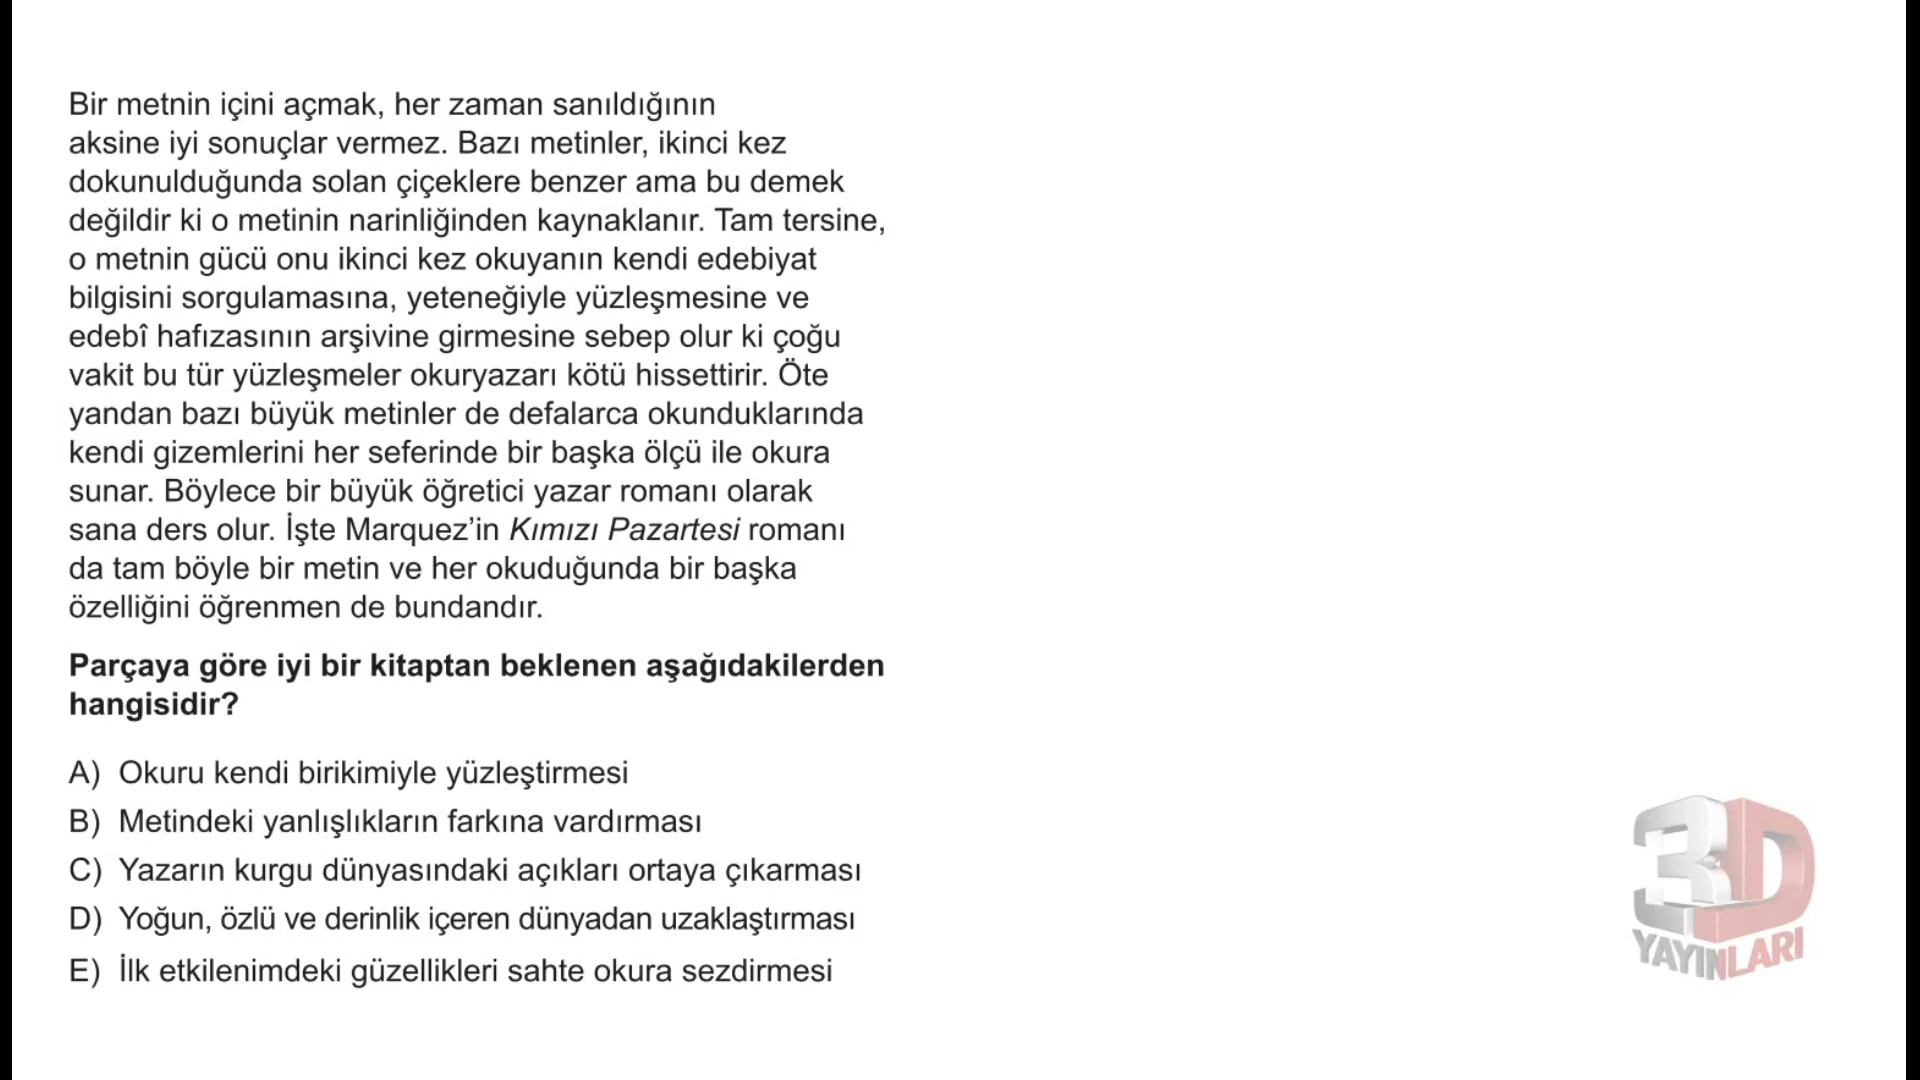 Bir metnin içini açmak, her zaman sanıldığının
aksine iyi sonuçlar vermez. Bazı metinler, ikinci kez
dokunulduğunda solan çiçeklere benzer ama bu demek
değildir ki o metinin narinliğinden kaynaklanır. Tam tersine,
o metnin gücü onu ikinci kez okuyanın kendi edebiyat
bilgisini sorgulamasına, yeteneğiyle yüzleşmesine ve
edebî hafızasının arşivine girmesine sebep olur ki çoğu
vakit bu tür yüzleşmeler okuryazarı kötü hissettirir. Öte
yandan bazı büyük metinler de defalarca okunduklarında
kendi gizemlerini her seferinde bir başka ölçü ile okura
sunar. Böylece bir büyük öğretici yazar romanı olarak
sana ders olur. İşte Marquez’in Kımızı Pazartesi romanı
da tam böyle bir metin ve her okuduğunda bir başka
özelliğini öğrenmen de bundandır.
Parçaya göre iyi bir kitaptan beklenen aşağıdakilerden
hangisidir?
A) Okuru kendi birikimiyle yüzleştirmesi
B) Metindeki yanlışlıkların farkına vardırması
C) Yazarın kurgu dünyasındaki açıkları ortaya çıkarması
D) Yoğun, özlü ve derinlik içeren dünyadan uzaklaştırması
E) İlk etkilenimdeki güzellikleri sahte okura sezdirmesi
3D
YAYINLARI